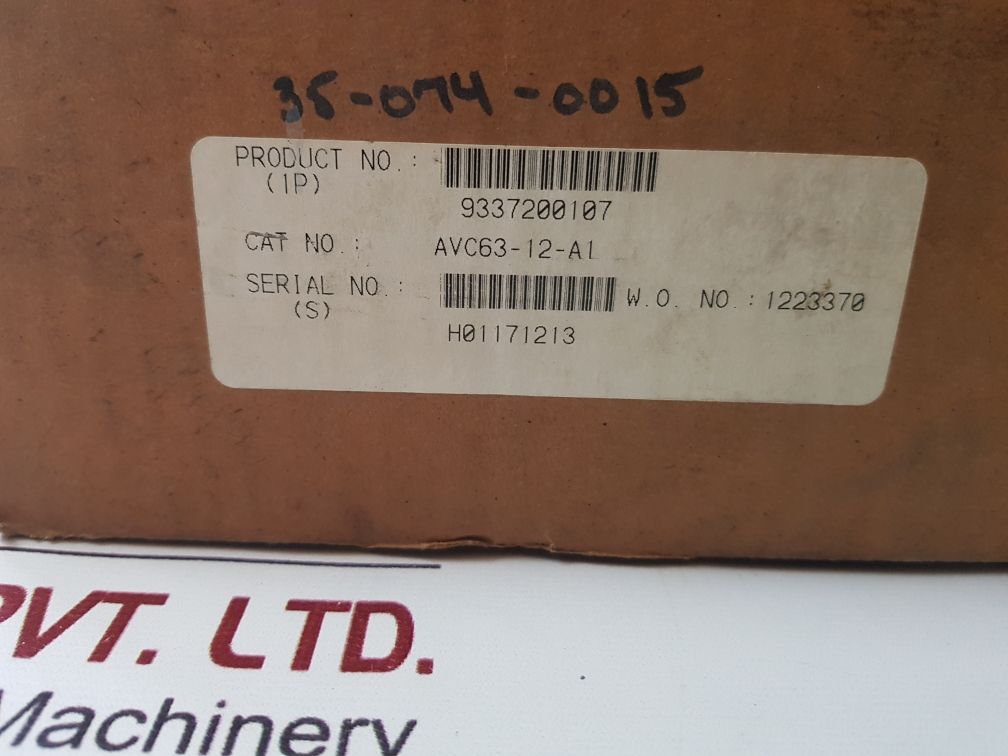 35-074-0015
PRODUCT NO.:
(1P)
9337200107
CAT NO.: AVC63-12-A1
SERIAL NO.: W.O. NO.: 1223370
(S)
H01171213
PVT. LTD.
Machinery